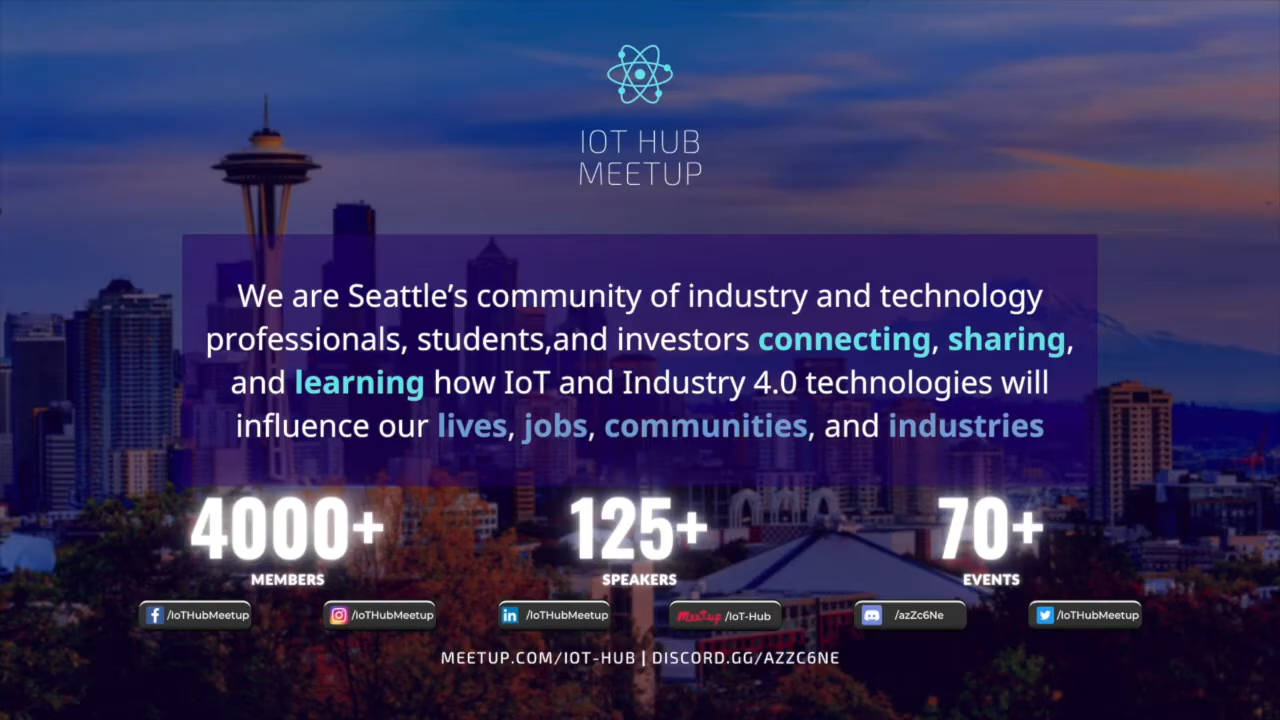 IOT HUB
MEETUP
We are Seattle’s community of industry and technology
professionals, students,and investors connecting, sharing,
and learning how IoT and Industry 4.0 technologies will
influence our lives, jobs, communities, and industries
4000+ 125+ 70+
MEMBERS SPEAKERS EVENTS
/IoTHubMeetup /IoTHubMeetup in /IoTHubMeetup Meetup /IoT-Hub /azZc6Ne /IoTHubMeetup
MEETUP.COM/IOT-HUB | DISCORD.GG/AZZC6NE